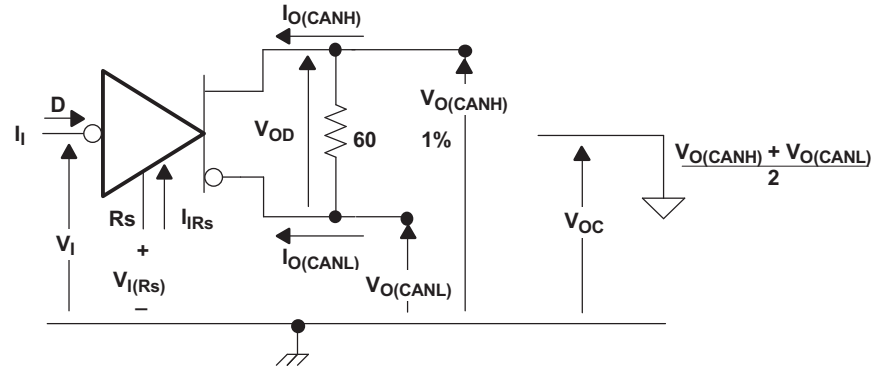 IO(CANH)
D
II
VOD
60
VO(CANH)
1%
VO(CANH) + VO(CANL)
2
Rs
IIRs
VOC
VI
+
VI(Rs)
–
IO(CANL)
VO(CANL)